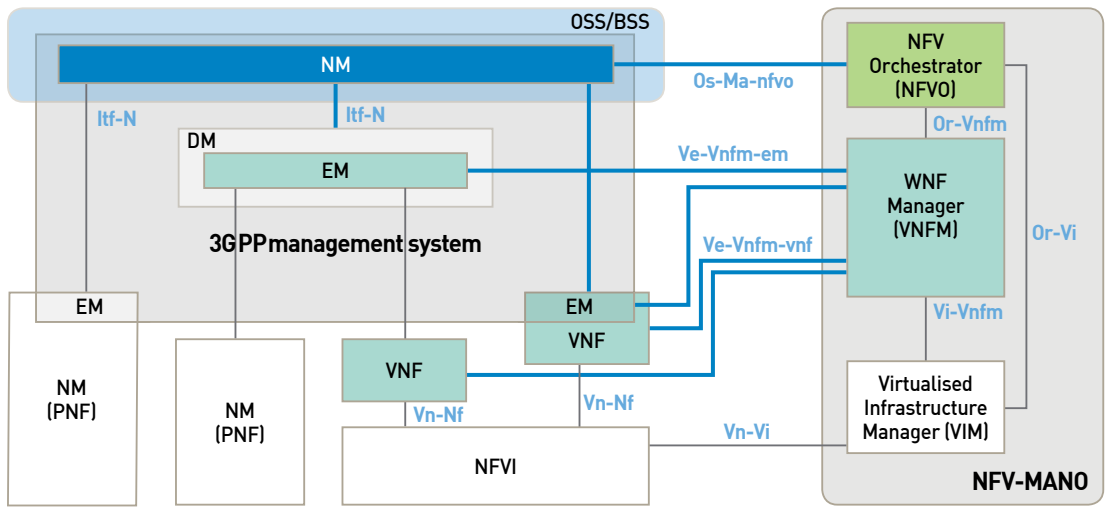 OSS/BSS
NM
Os-Ma-nfvo
NFV
Orchestrator
(NFVO)
Itf-N
Itf-N
Or-Vnfm
DM
EM
Ve-Vnfm-em
WNF
Manager
(VNFM)
3GPP management system
Ve-Vnfm-vnf
Or-Vi
EM
EM
VNF
Vi-Vnfm
NM
(PNF)
NM
(PNF)
VNF
Virtualised
Infrastructure
Manager (VIM)
Vn-Nf
Vn-Nf
Vn-Vi
NFVI
NFV-MANO